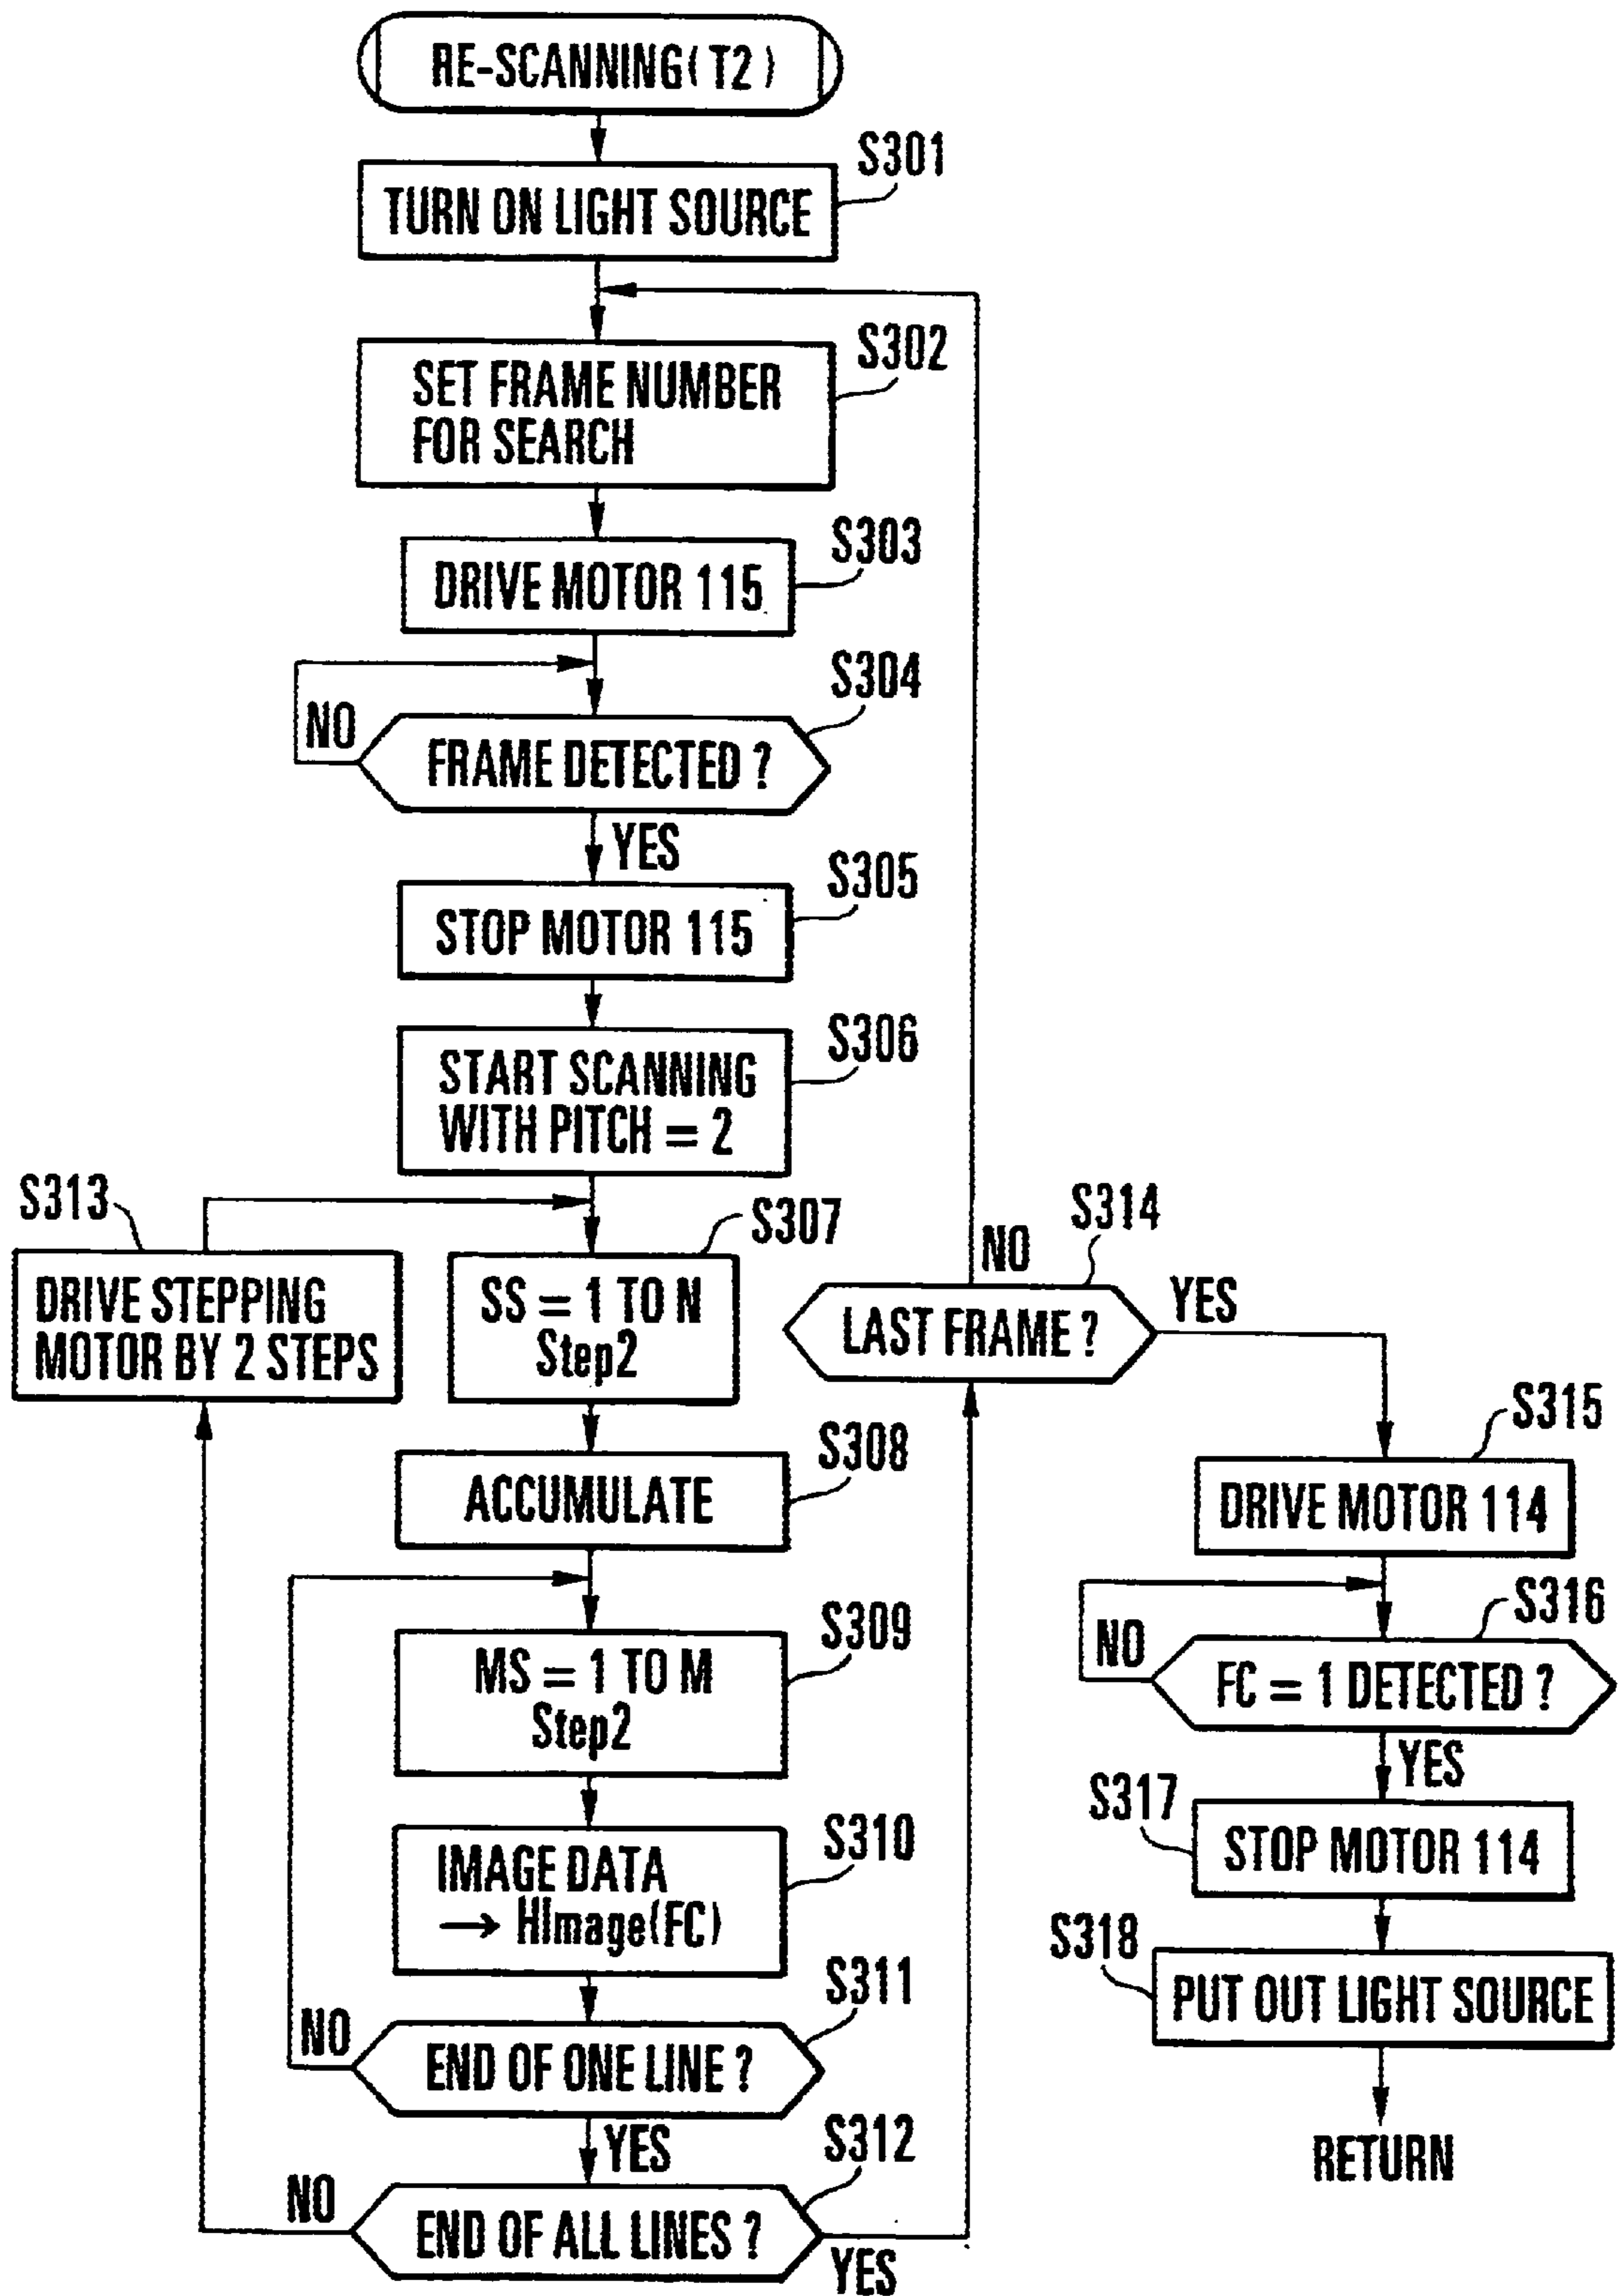 RE-SCANNING(T2)
S301
TURN ON LIGHT SOURCE
S302
SET FRAME NUMBER
FOR SEARCH
S303
DRIVE MOTOR 115
S304
NO
FRAME DETECTED ?
YES
S305
STOP MOTOR 115
S306
START SCANNING
WITH PITCH = 2
S313
DRIVE STEPPING
MOTOR BY 2 STEPS
S307
SS = 1 TO N
Step2
S308
ACCUMULATE
S309
MS = 1 TO M
Step2
S310
IMAGE DATA
→ HImage(FC)
S311
NO
END OF ONE LINE ?
YES
S312
NO
END OF ALL LINES ?
YES
S314
NO
LAST FRAME ?
YES
S315
DRIVE MOTOR 114
S316
NO
FC = 1 DETECTED ?
YES
S317
STOP MOTOR 114
S318
PUT OUT LIGHT SOURCE
RETURN